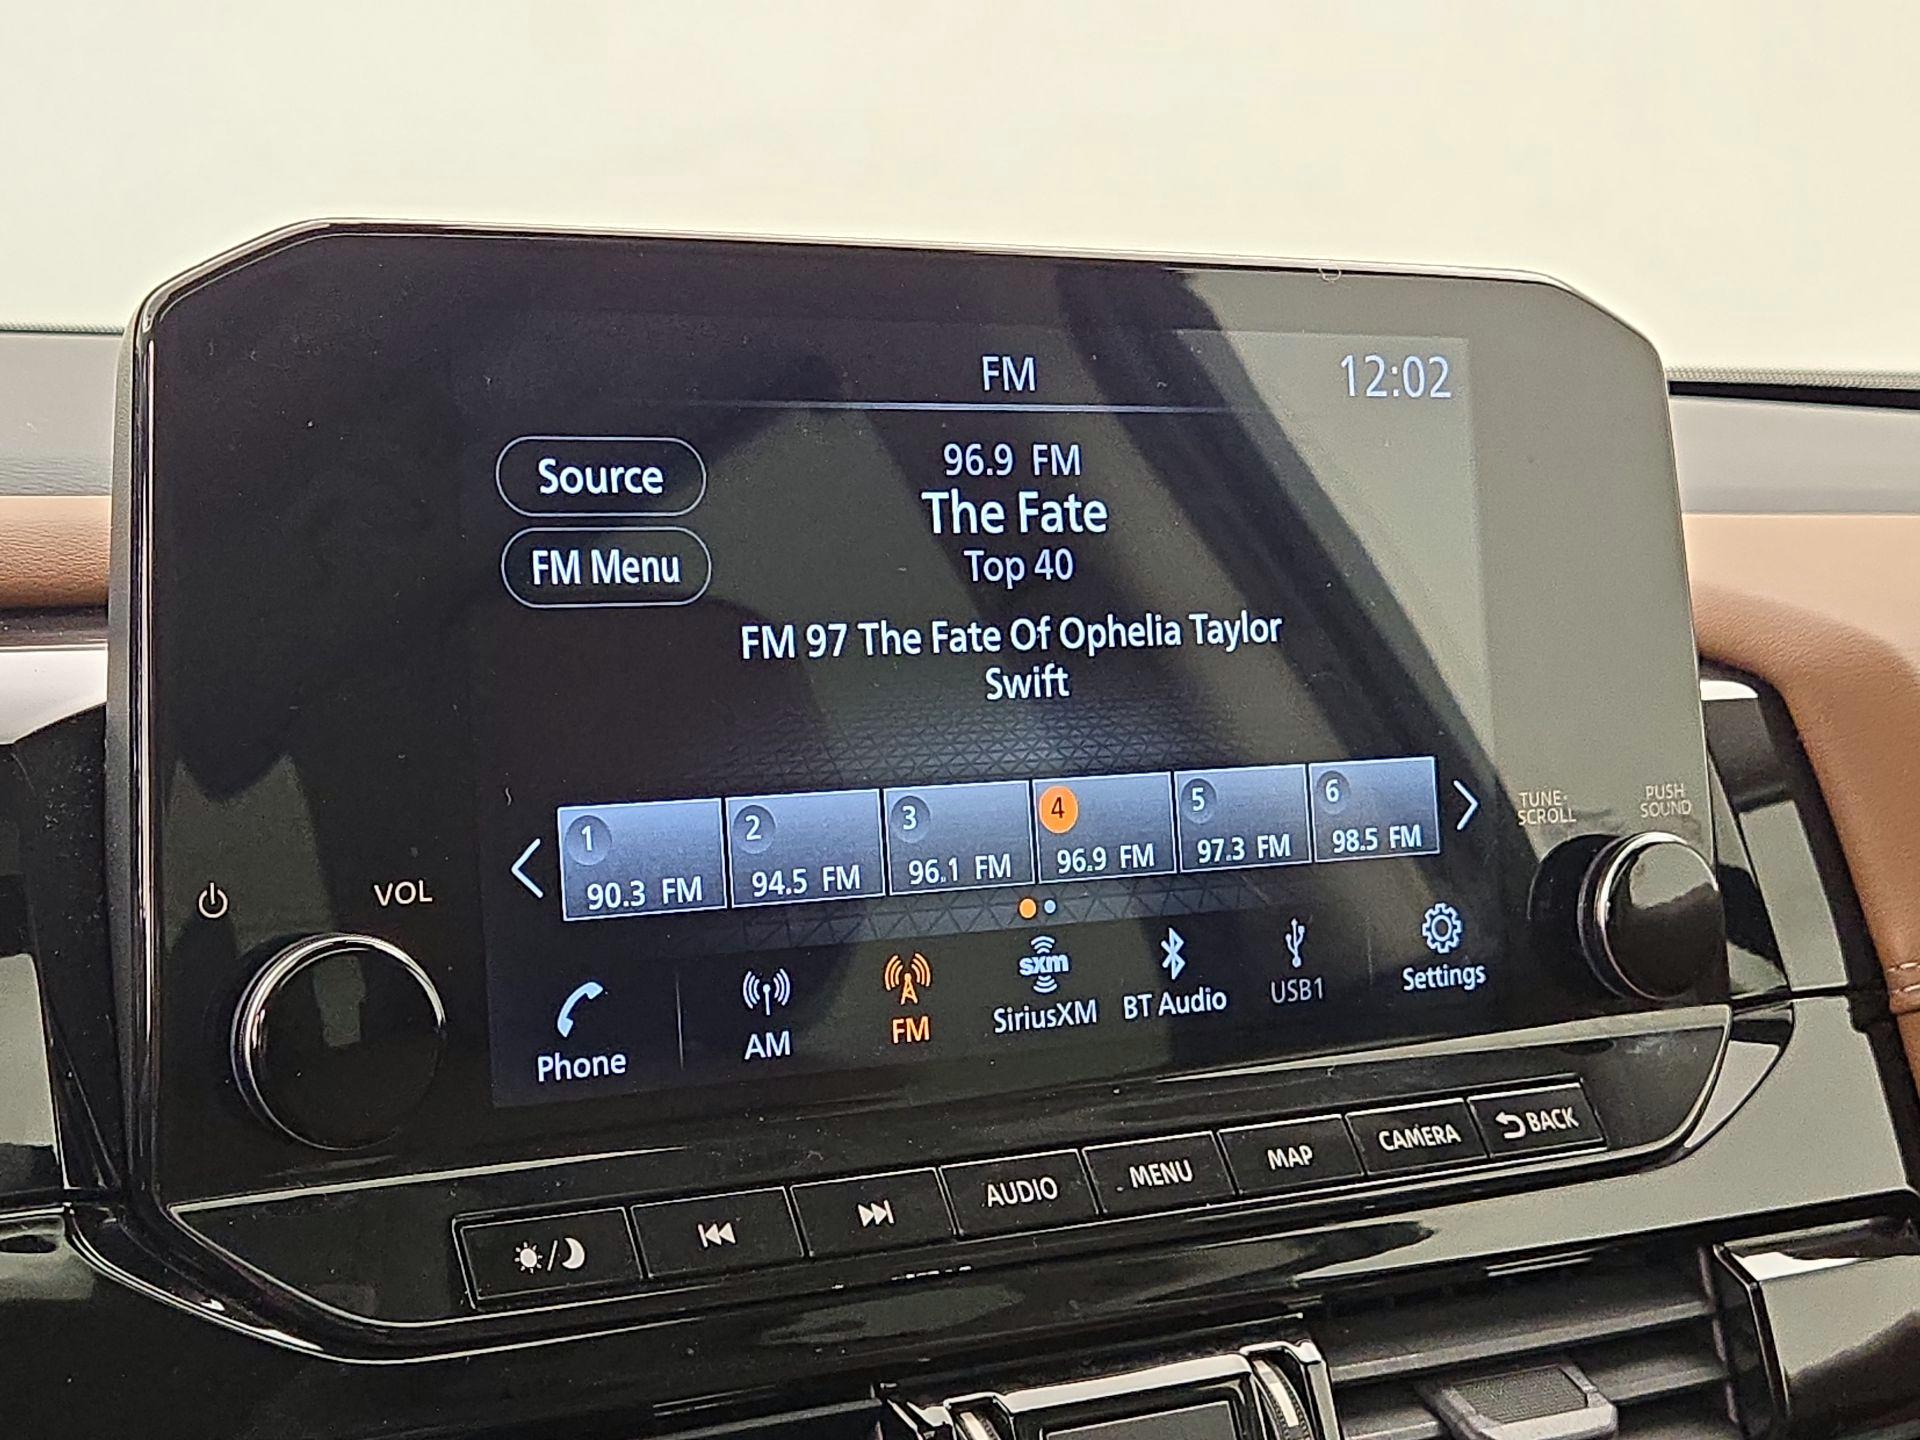 FM
12:02
Source
96.9 FM
The Fate
FM Menu
Top 40
FM 97 The Fate Of Ophelia Taylor
Swift
1
2
3
4
5
6
90.3 FM
94.5 FM
96.1 FM
96.9 FM
97.3 FM
98.5 FM
TUNE·
SCROLL
PUSH
SOUND
VOL
Phone
AM
FM
sxm
SiriusXM
BT Audio
USB1
Settings
AUDIO
MENU
MAP
CAMERA
BACK